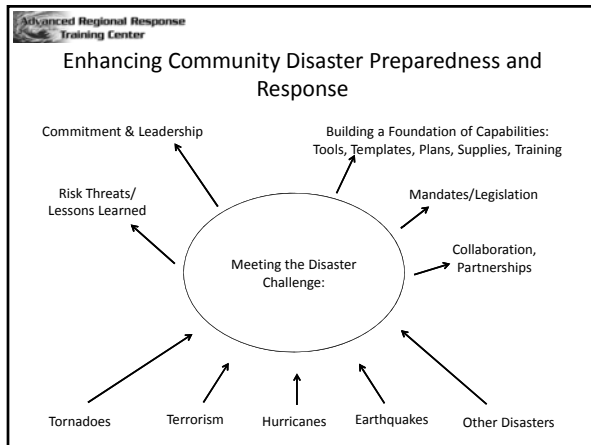 Advanced Regional Response
Training Center
Enhancing Community Disaster Preparedness and
Response
Commitment & Leadership
Building a Foundation of Capabilities:
Tools, Templates, Plans, Supplies, Training
Risk Threats/
Lessons Learned
Mandates/Legislation
Collaboration,
Partnerships
Meeting the Disaster
Challenge:
Tornadoes
Terrorism
Hurricanes
Earthquakes
Other Disasters